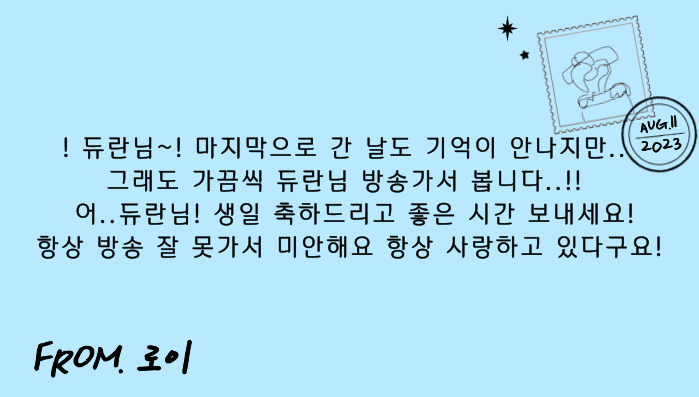 ! 듀란님~! 마지막으로 간 날도 기억이 안나지만..
그래도 가끔씩 듀란님 방송가서 봅니다..!!
어..듀란님! 생일 축하드리고 좋은 시간 보내세요!
항상 방송 잘 못가서 미안해요 항상 사랑하고 있다구요!
AUG.11
2023
FROM. 로이